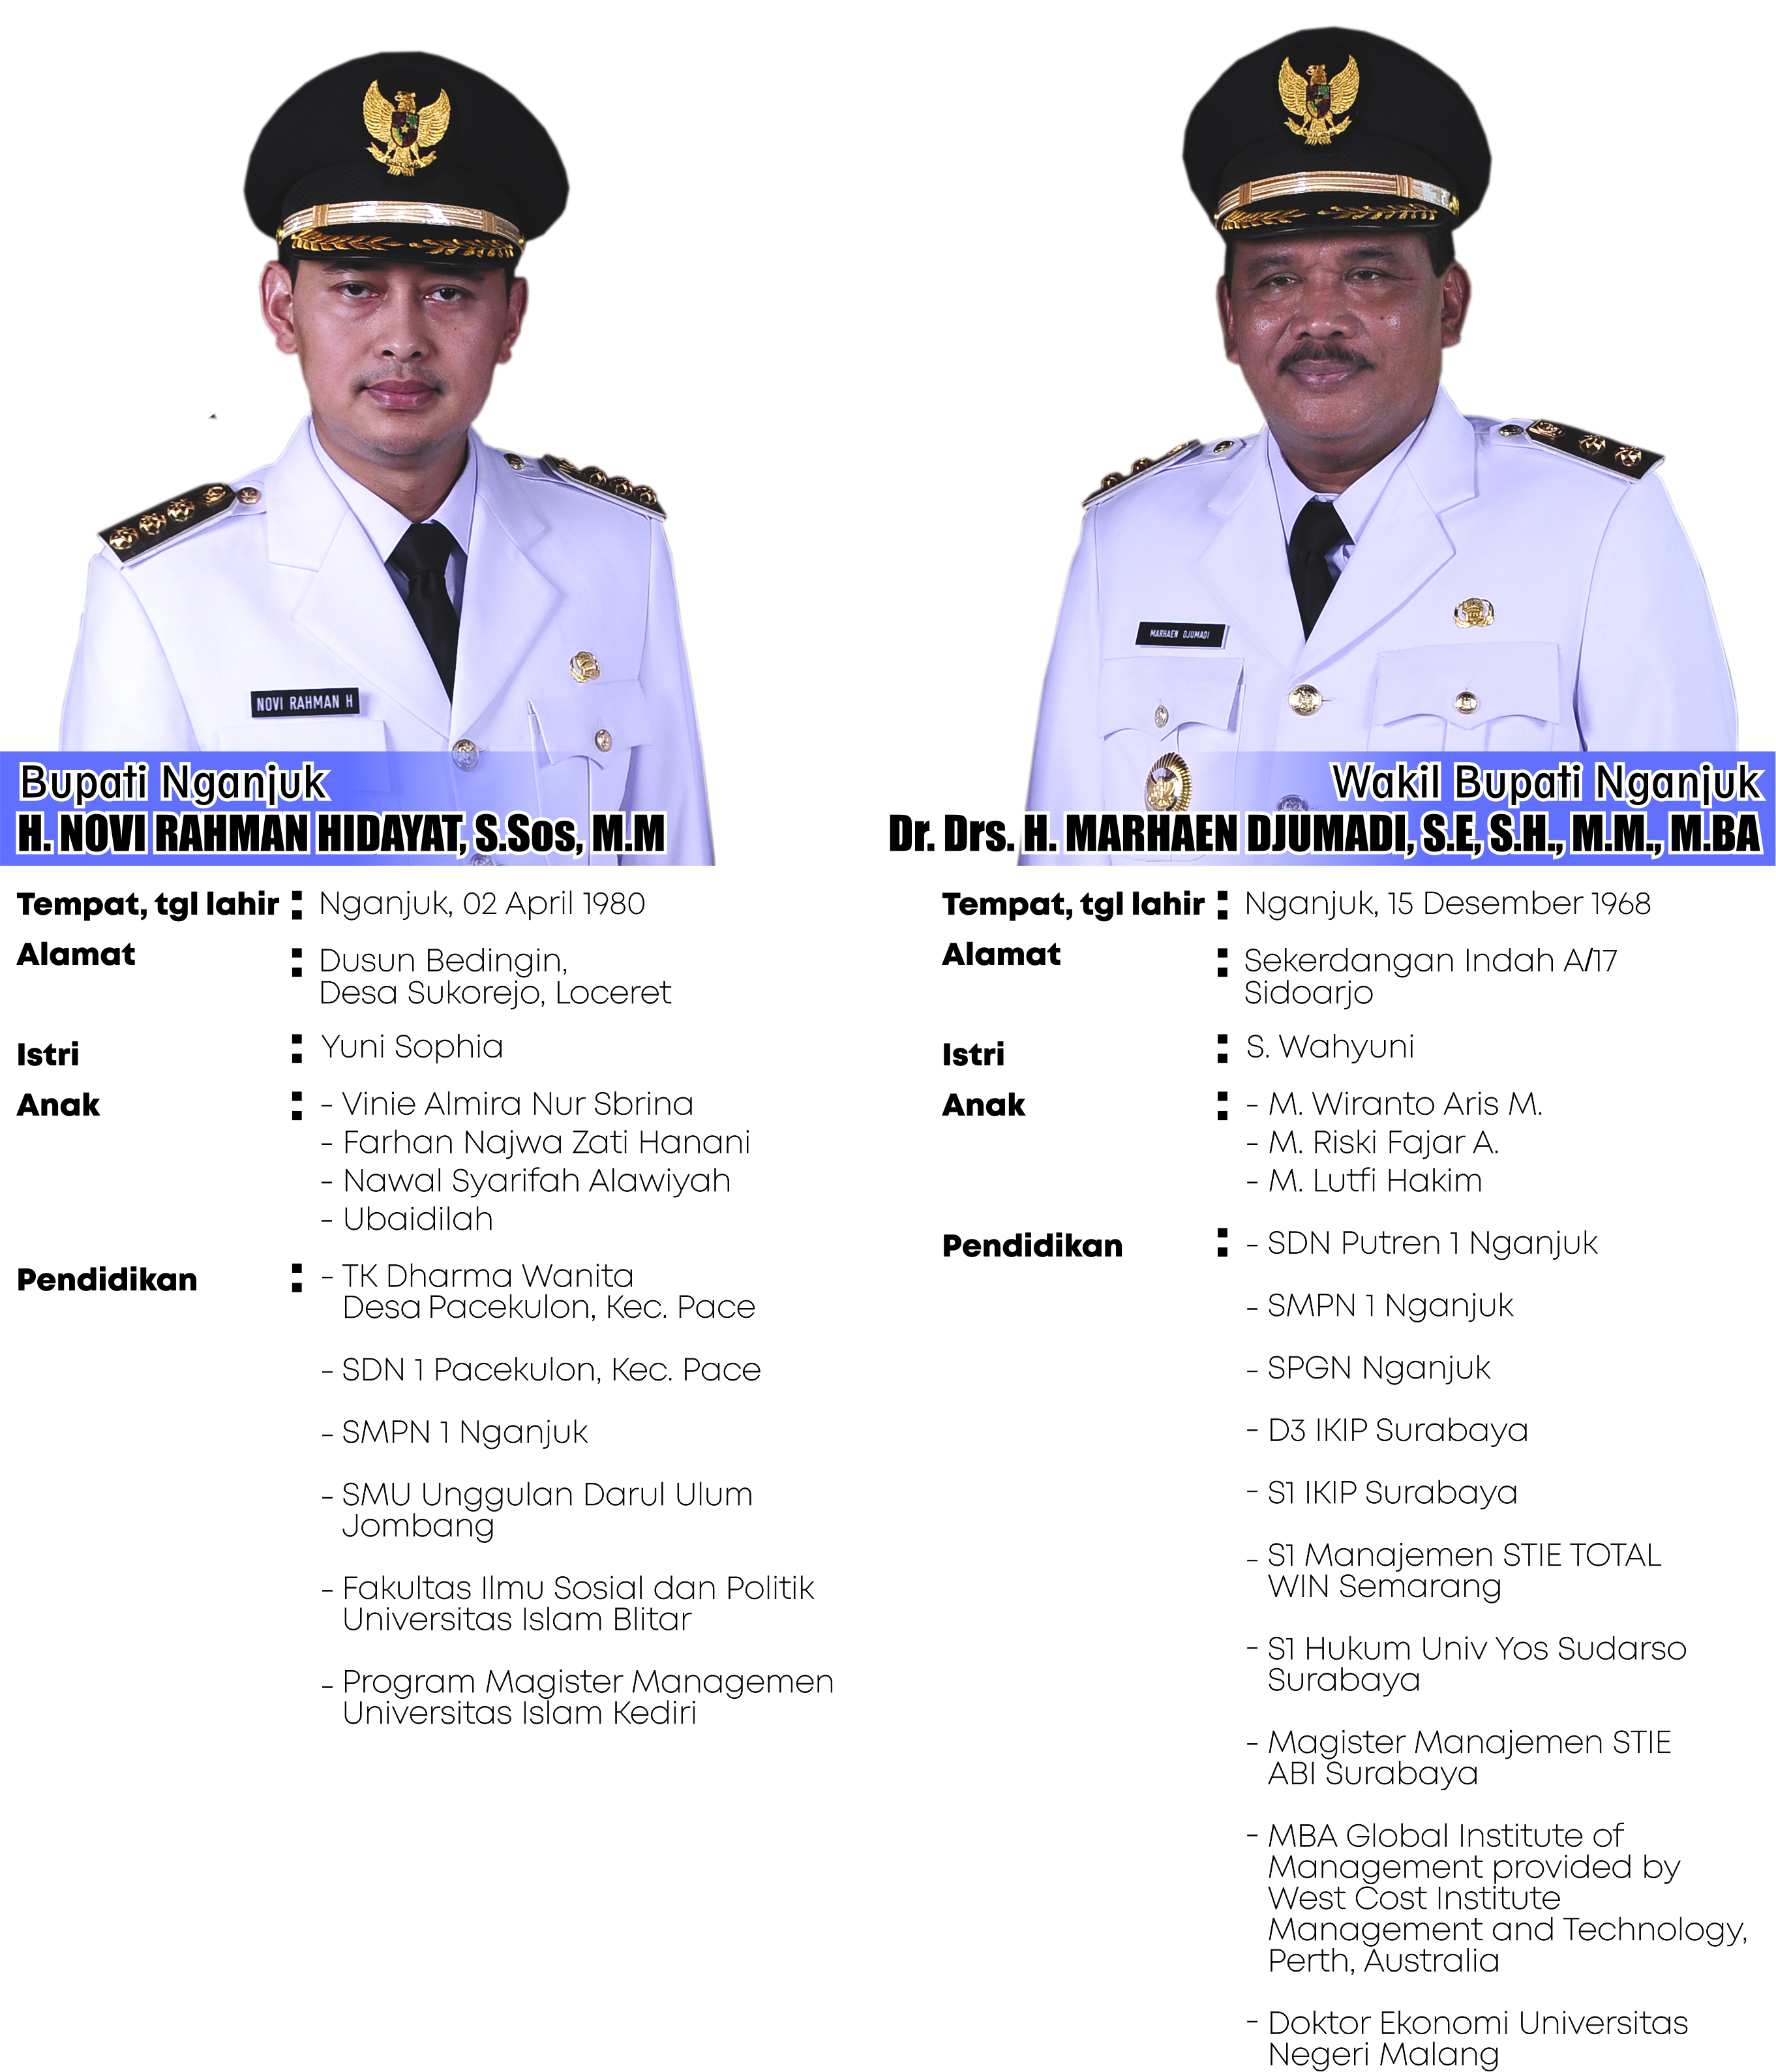 NOVI RAHMAN H
Bupati Nganjuk
H. NOVI RAHMAN HIDAYAT, S.Sos, M.M
Tempat, tgl lahir : Nganjuk, 02 April 1980
Alamat : Dusun Bedingin,
Desa Sukorejo, Loceret
Istri : Yuni Sophia
Anak : - Vinie Almira Nur Sbrina
- Farhan Najwa Zati Hanani
- Nawal Syarifah Alawiyah
- Ubaidilah
Pendidikan : - TK Dharma Wanita
Desa Pacekulon, Kec. Pace
- SDN 1 Pacekulon, Kec. Pace
- SMPN 1 Nganjuk
- SMU Unggulan Darul Ulum
Jombang
- Fakultas Ilmu Sosial dan Politik
Universitas Islam Blitar
- Program Magister Managemen
Universitas Islam Kediri
MARHAEN DJUMADI
Wakil Bupati Nganjuk
Dr. Drs. H. MARHAEN DJUMADI, S.E, S.H., M.M., M.BA
Tempat, tgl lahir : Nganjuk, 15 Desember 1968
Alamat : Sekerdangan Indah A/17
Sidoarjo
Istri : S. Wahyuni
Anak : - M. Wiranto Aris M.
- M. Riski Fajar A.
- M. Lutfi Hakim
Pendidikan : - SDN Putren 1 Nganjuk
- SMPN 1 Nganjuk
- SPGN Nganjuk
- D3 IKIP Surabaya
- S1 IKIP Surabaya
- S1 Manajemen STIE TOTAL
WIN Semarang
- S1 Hukum Univ Yos Sudarso
Surabaya
- Magister Manajemen STIE
ABI Surabaya
- MBA Global Institute of
Management provided by
West Cost Institute
Management and Technology,
Perth, Australia
- Doktor Ekonomi Universitas
Negeri Malang